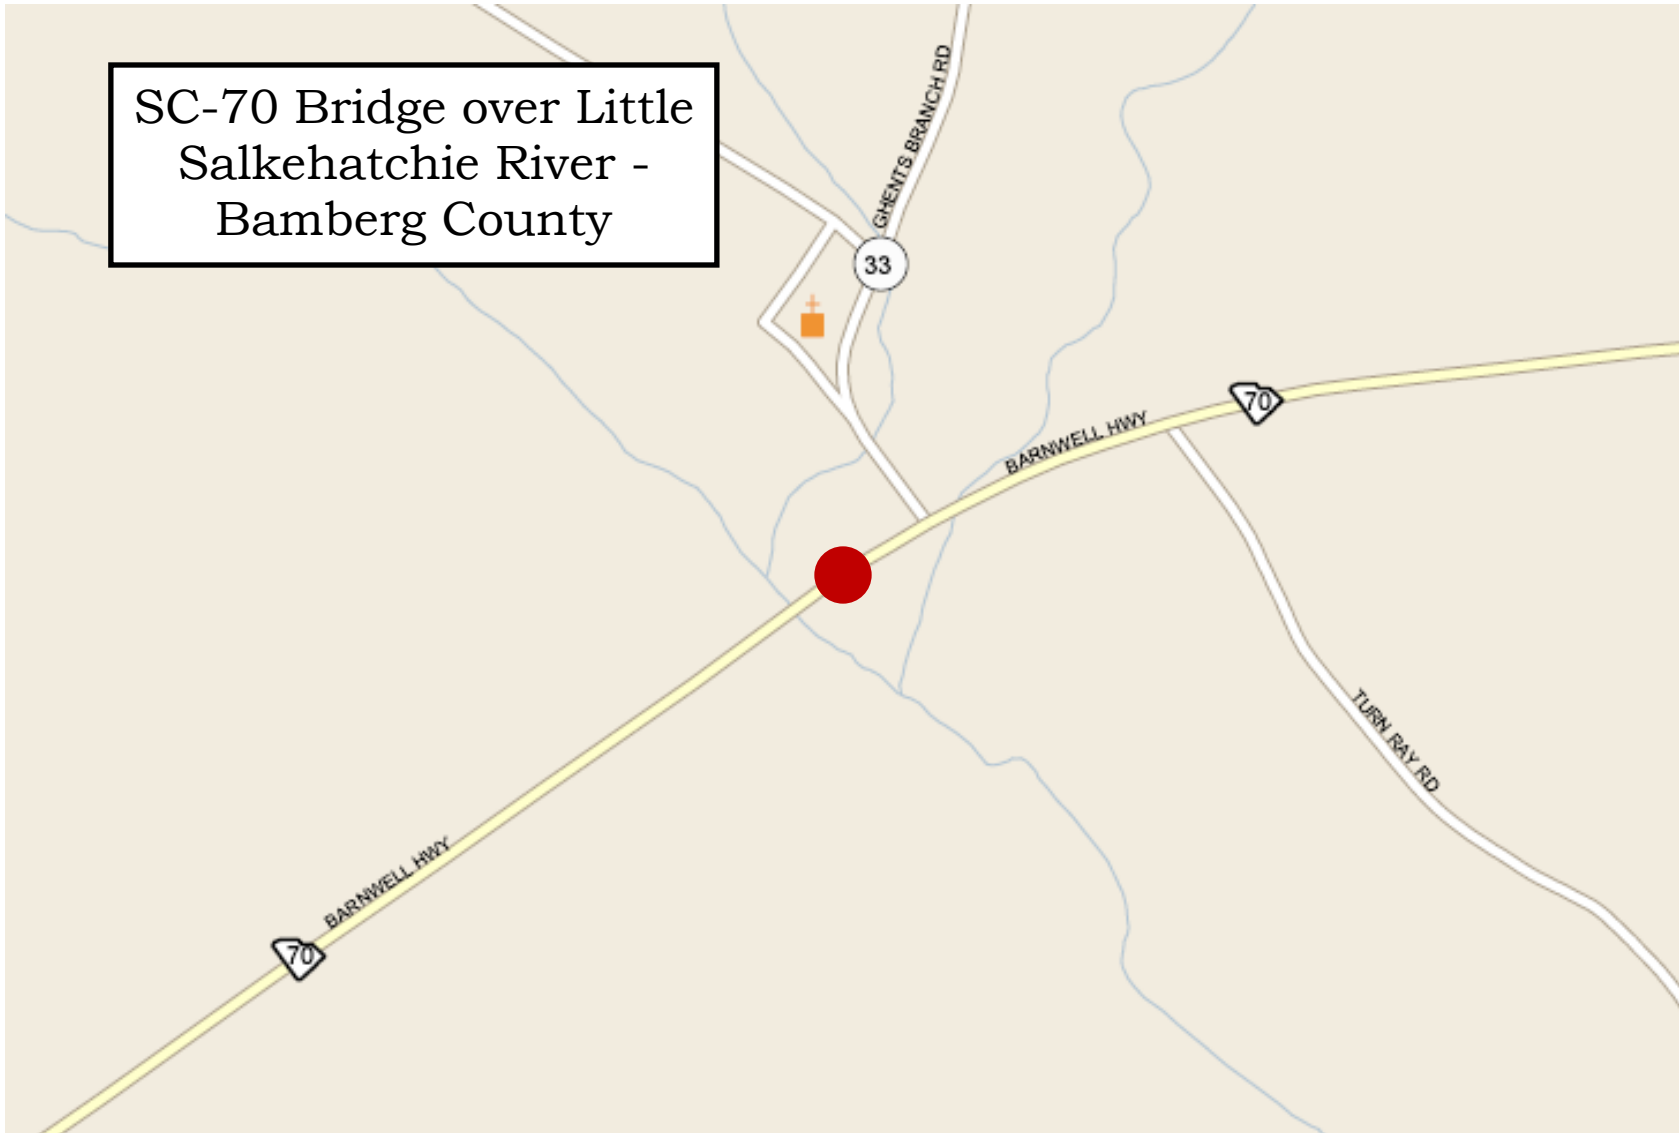 SC-70 Bridge over Little
Salkehatchie River -
Bamberg County
GHENTS BRANCH RD
33
70
BARNWELL HWY
TURN RAY RD
BARNWELL HWY
70